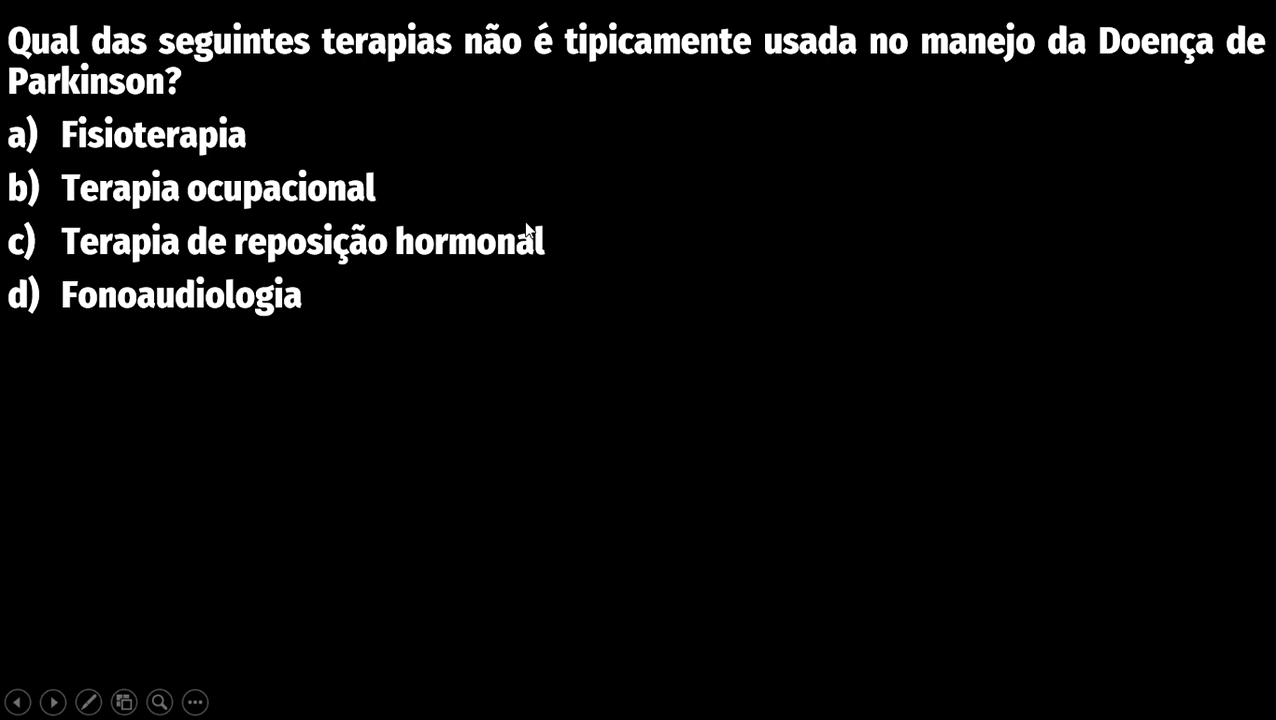 Qual das seguintes terapias não é tipicamente usada no manejo da Doença de
Parkinson?
a) Fisioterapia
b) Terapia ocupacional
c) Terapia de reposição hormonal
d) Fonoaudiologia